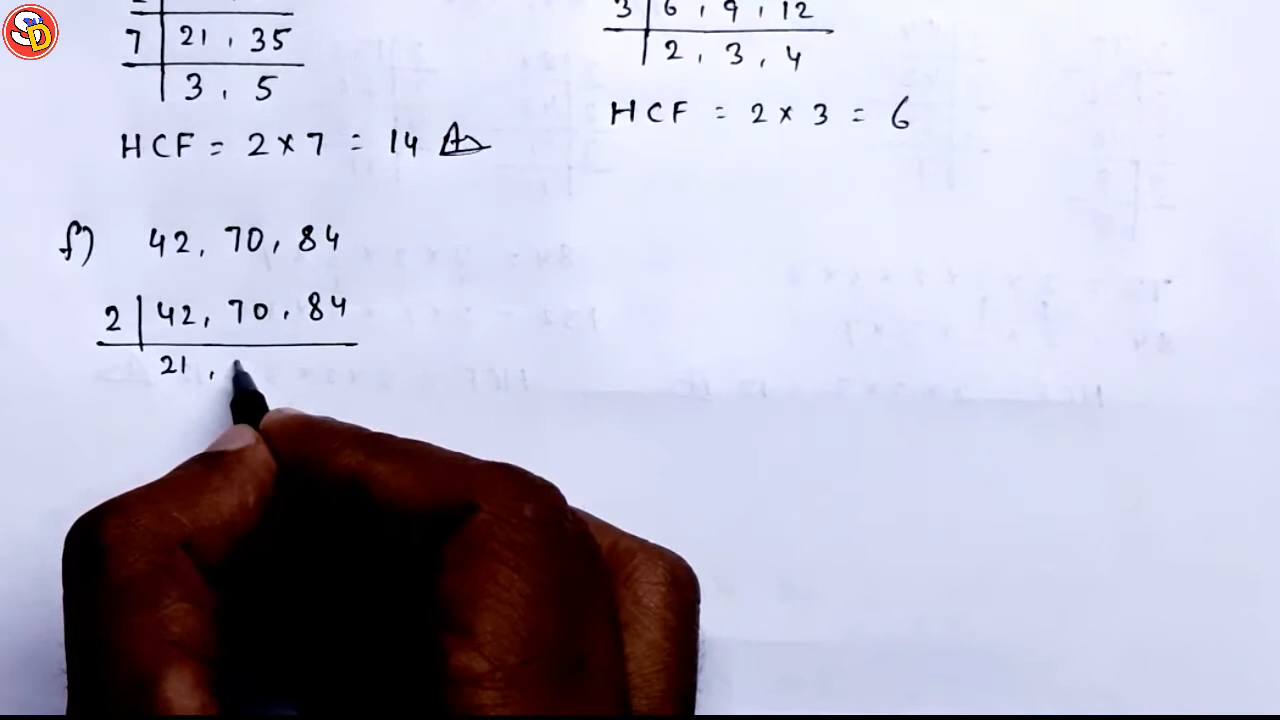 7 | 21, 35
3, 5
HCF = 2 × 7 = 14
3 | 6, 9, 12
2, 3, 4
HCF = 2 × 3 = 6
f) 42, 70, 84
2 | 42, 70, 84
21,